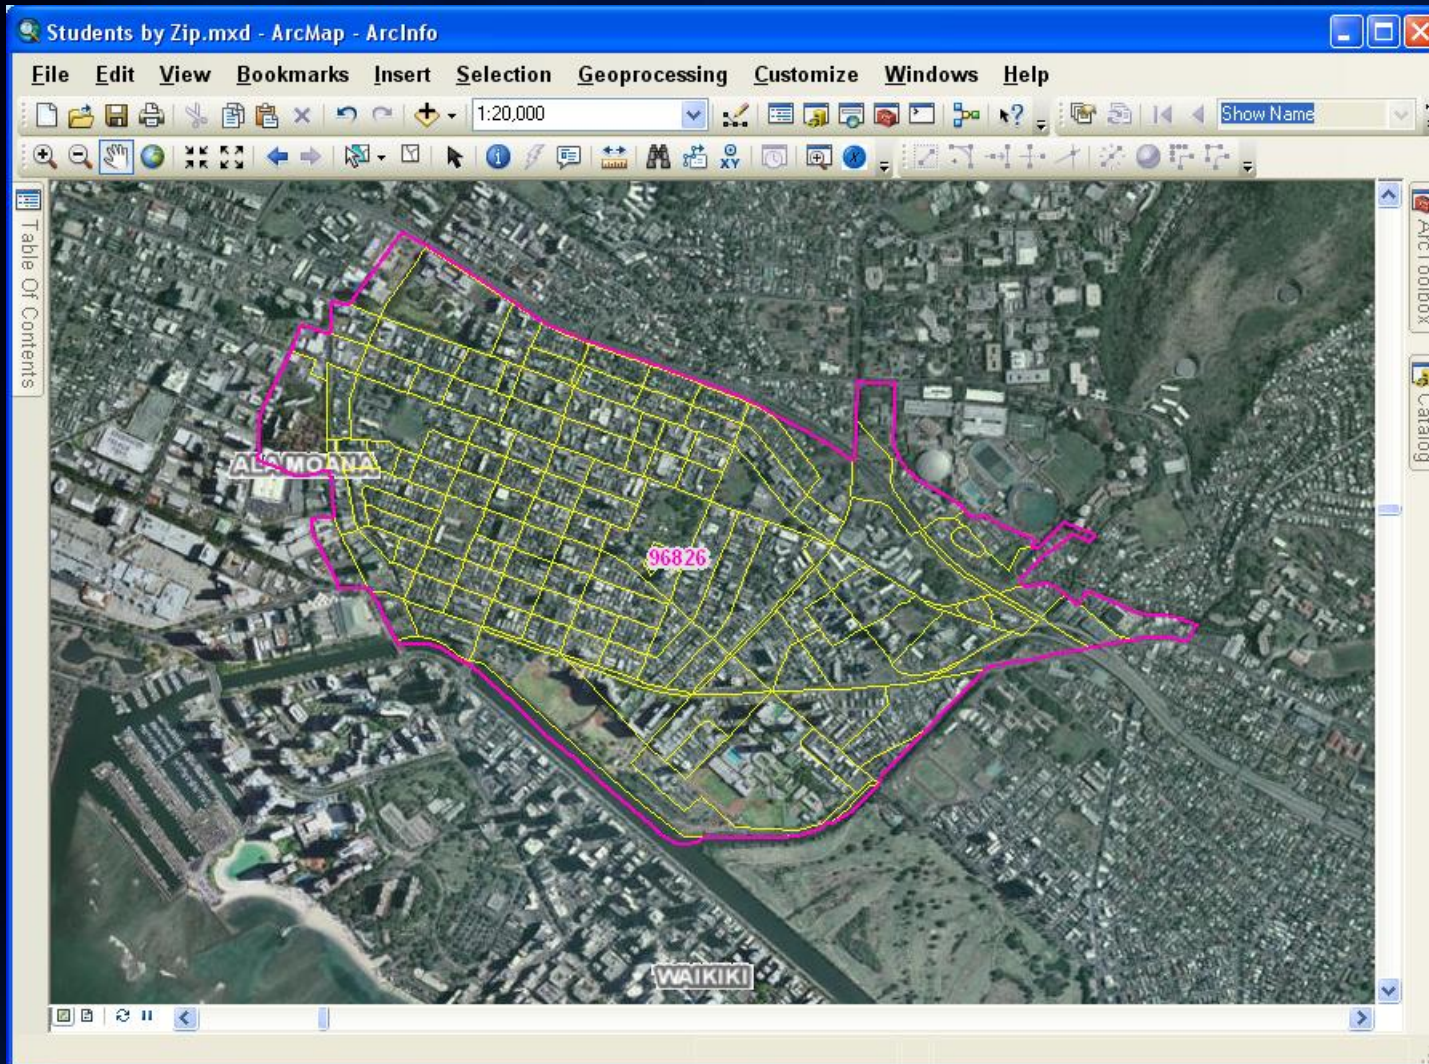 Students by Zip.mxd - ArcMap - ArcInfo
File Edit View Bookmarks Insert Selection Geoprocessing Customize Windows Help
1:20,000
Show Name
XY
Table Of Contents
ArcToolbox
Catalog
ALA MOANA
96826
WAIKIKI